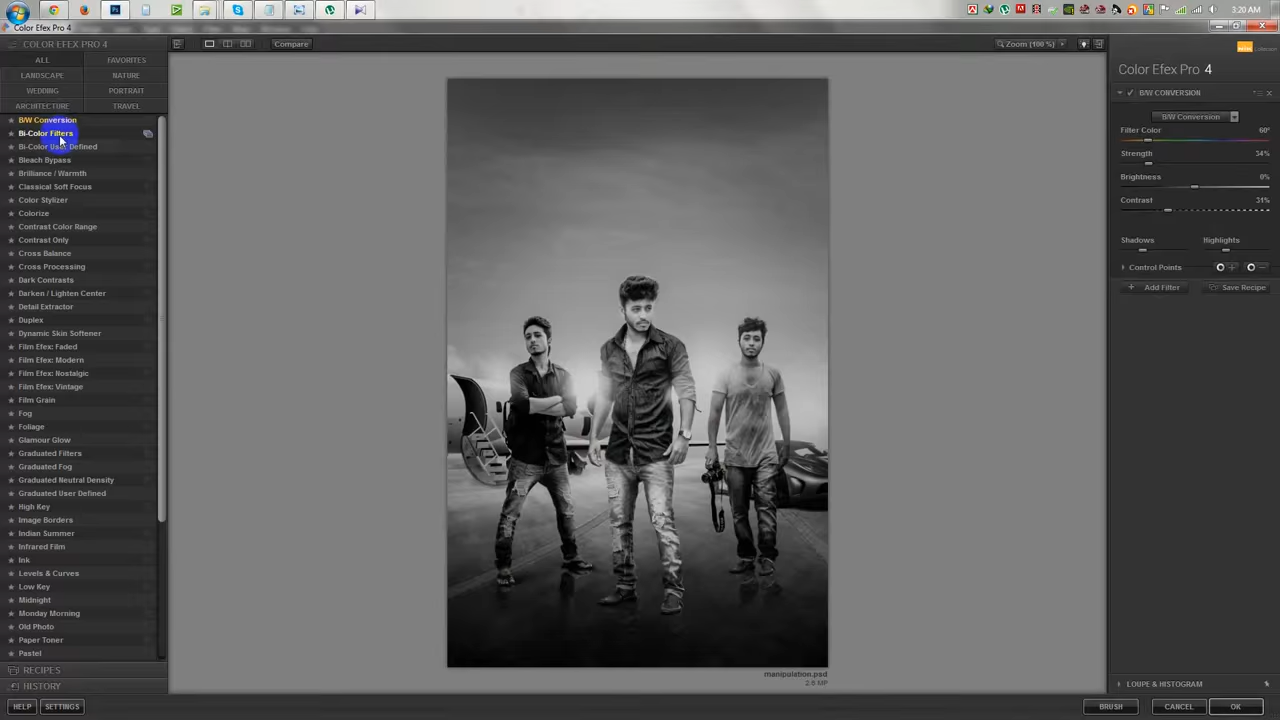 3:20 AM
Color Efex Pro 4
COLOR EFEX PRO 4
Compare
Zoom (100 %)
ALL
FAVORITES
LANDSCAPE
NATURE
WEDDING
PORTRAIT
ARCHITECTURE
TRAVEL
B/W Conversion
Bi-Color Filters
Bi-Color User Defined
Bleach Bypass
Brilliance / Warmth
Classical Soft Focus
Color Stylizer
Colorize
Contrast Color Range
Contrast Only
Cross Balance
Cross Processing
Dark Contrasts
Darken / Lighten Center
Detail Extractor
Duplex
Dynamic Skin Softener
Film Efex: Faded
Film Efex: Modern
Film Efex: Nostalgic
Film Efex: Vintage
Film Grain
Fog
Foliage
Glamour Glow
Graduated Filters
Graduated Fog
Graduated Neutral Density
Graduated User Defined
High Key
Image Borders
Indian Summer
Infrared Film
Ink
Levels & Curves
Low Key
Midnight
Monday Morning
Old Photo
Paper Toner
Pastel
RECIPES
HISTORY
HELP
SETTINGS
manipulation.psd
2.8 MP
Color Efex Pro 4
B/W CONVERSION
B/W Conversion
Filter Color 60°
Strength 34%
Brightness 0%
Contrast 31%
Shadows
Highlights
Control Points
Add Filter
Save Recipe
LOUPE & HISTOGRAM
BRUSH
CANCEL
OK